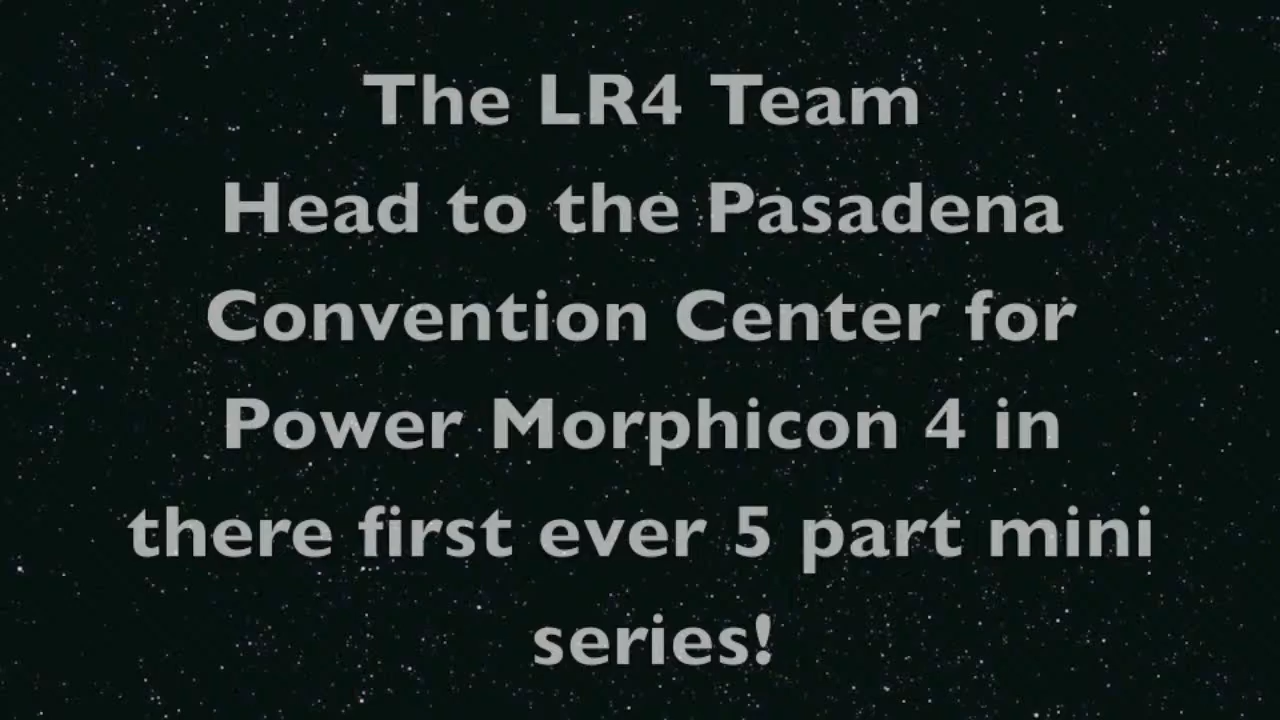 The LR4 Team
Head to the Pasadena
Convention Center for
Power Morphicon 4 in
there first ever 5 part mini
series!